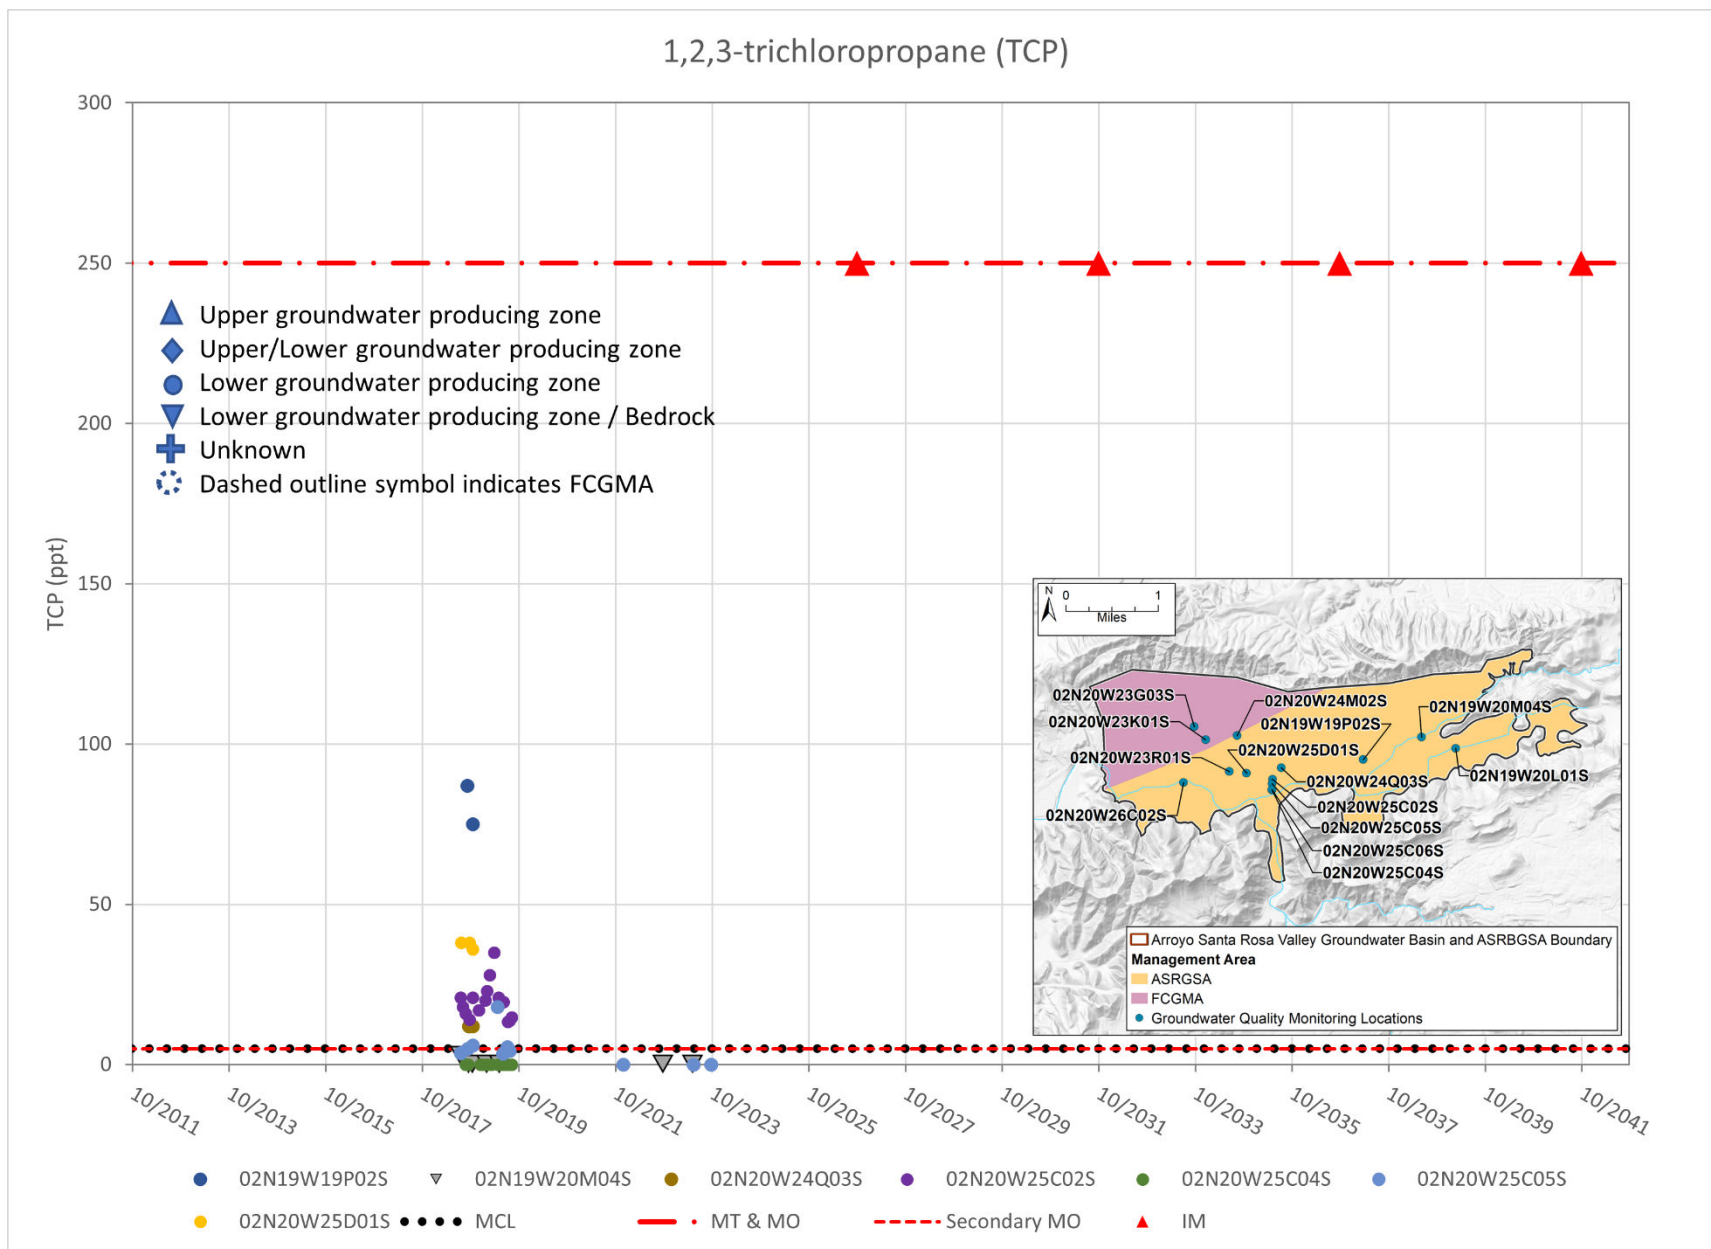 1,2,3-trichloropropane (TCP)
300
250
200
150
100
50
0
TCP (ppt)
Upper groundwater producing zone
Upper/Lower groundwater producing zone
Lower groundwater producing zone
Lower groundwater producing zone / Bedrock
Unknown
Dashed outline symbol indicates FCGMA
N
0 1
Miles
02N20W23G03S
02N20W24M02S
02N19W20M04S
02N20W23K01S
02N19W19P02S
02N20W23R01S
02N20W25D01S
02N19W20L01S
02N20W24Q03S
02N20W26C02S
02N20W25C02S
02N20W25C05S
02N20W25C06S
02N20W25C04S
Arroyo Santa Rosa Valley Groundwater Basin and ASRBGSA Boundary
Management Area
ASRGSA
FCGMA
Groundwater Quality Monitoring Locations
10/2011 10/2013 10/2015 10/2017 10/2019 10/2021 10/2023 10/2025 10/2027 10/2029 10/2031 10/2033 10/2035 10/2037 10/2039 10/2041
02N19W19P02S 02N19W20M04S 02N20W24Q03S 02N20W25C02S 02N20W25C04S 02N20W25C05S
02N20W25D01S MCL MT & MO Secondary MO IM